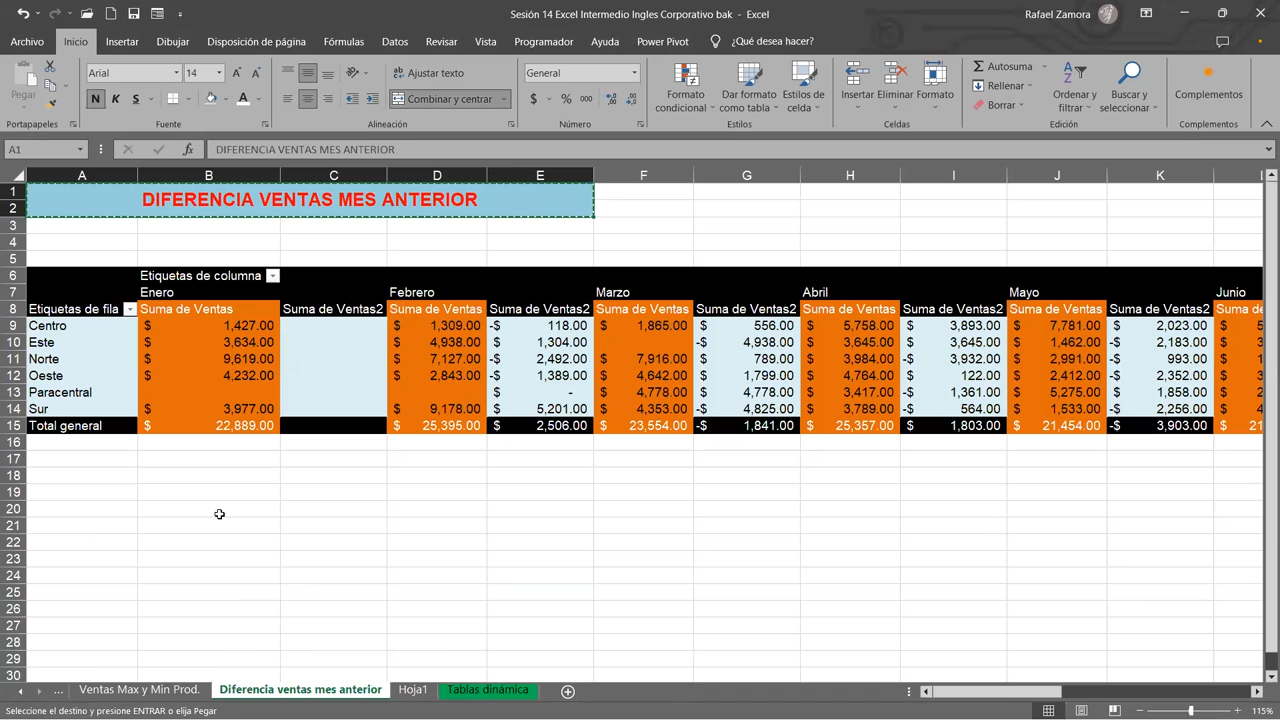 Sesión 14 Excel Intermedio Ingles Corporativo bak - Excel
Rafael Zamora
Archivo Inicio Insertar Dibujar Disposición de página Fórmulas Datos Revisar Vista Programador Ayuda Power Pivot ¿Qué desea hacer?
Pegar
Arial 14
N K S
Ajustar texto
Combinar y centrar
General
$ % 000
Formato condicional
Dar formato como tabla
Estilos de celda
Insertar Eliminar Formato
Autosuma
Rellenar
Borrar
Ordenar y filtrar
Buscar y seleccionar
Complementos
Portapapeles Fuente Alineación Número Estilos Celdas Edición Complementos
A1 fx DIFERENCIA VENTAS MES ANTERIOR
A B C D E F G H I J K
1 DIFERENCIA VENTAS MES ANTERIOR
2
3
4
5
6 Etiquetas de columna
7 Enero Febrero Marzo Abril Mayo Junio
8 Etiquetas de fila Suma de Ventas Suma de Ventas2 Suma de Ventas Suma de Ventas2 Suma de Ventas Suma de Ventas2 Suma de Ventas Suma de Ventas2 Suma de Ventas Suma de Ventas2 Suma de
9 Centro $ 1,427.00 $ 1,309.00 -$ 118.00 $ 1,865.00 $ 556.00 $ 5,758.00 $ 3,893.00 $ 7,781.00 $ 2,023.00 $
10 Este $ 3,634.00 $ 4,938.00 $ 1,304.00 -$ 4,938.00 $ 3,645.00 $ 3,645.00 $ 1,462.00 -$ 2,183.00 $
11 Norte $ 9,619.00 $ 7,127.00 -$ 2,492.00 $ 7,916.00 $ 789.00 $ 3,984.00 -$ 3,932.00 $ 2,991.00 -$ 993.00 $
12 Oeste $ 4,232.00 $ 2,843.00 -$ 1,389.00 $ 4,642.00 $ 1,799.00 $ 4,764.00 $ 122.00 $ 2,412.00 -$ 2,352.00 $
13 Paracentral $ - $ 4,778.00 $ 4,778.00 $ 3,417.00 -$ 1,361.00 $ 5,275.00 $ 1,858.00 $
14 Sur $ 3,977.00 $ 9,178.00 $ 5,201.00 $ 4,353.00 -$ 4,825.00 $ 3,789.00 -$ 564.00 $ 1,533.00 -$ 2,256.00 $
15 Total general $ 22,889.00 $ 25,395.00 $ 2,506.00 $ 23,554.00 -$ 1,841.00 $ 25,357.00 $ 1,803.00 $ 21,454.00 -$ 3,903.00 $ 21
16
17
18
19
20
21
22
23
24
25
26
27
28
29
30
... Ventas Max y Min Prod. Diferencia ventas mes anterior Hoja1 Tablas dinámica
Seleccione el destino y presione ENTRAR o elija Pegar
115%